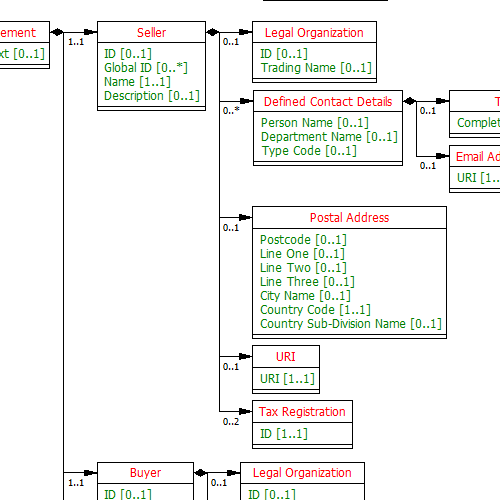 ement
xt [0..1]
1..1
Seller
ID [0..1]
Global ID [0..*]
Name [1..1]
Description [0..1]
0..1
Legal Organization
ID [0..1]
Trading Name [0..1]
0..*
Defined Contact Details
Person Name [0..1]
Department Name [0..1]
Type Code [0..1]
0..1
T
Complet
0..1
Email Ad
URI [1..
0..1
Postal Address
Postcode [0..1]
Line One [0..1]
Line Two [0..1]
Line Three [0..1]
City Name [0..1]
Country Code [1..1]
Country Sub-Division Name [0..1]
0..1
URI
URI [1..1]
0..2
Tax Registration
ID [1..1]
1..1
Buyer
ID [0..1]
0..1
Legal Organization
ID [0..1]